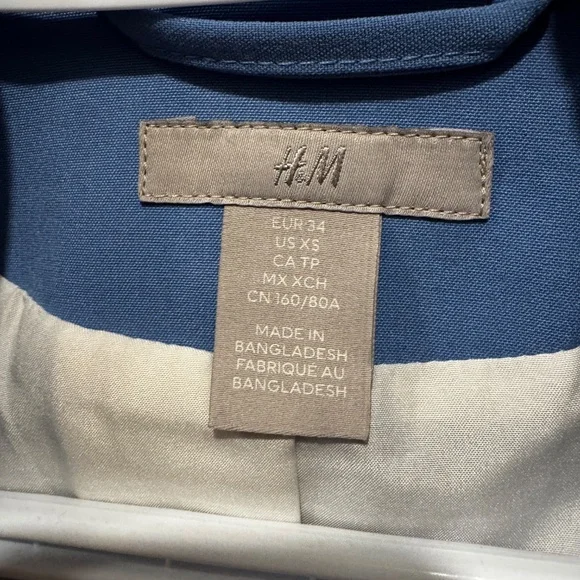 H&M
EUR 34
US XS
CA TP
MX XCH
CN 160/80A
MADE IN
BANGLADESH
FABRIQUÉ AU
BANGLADESH